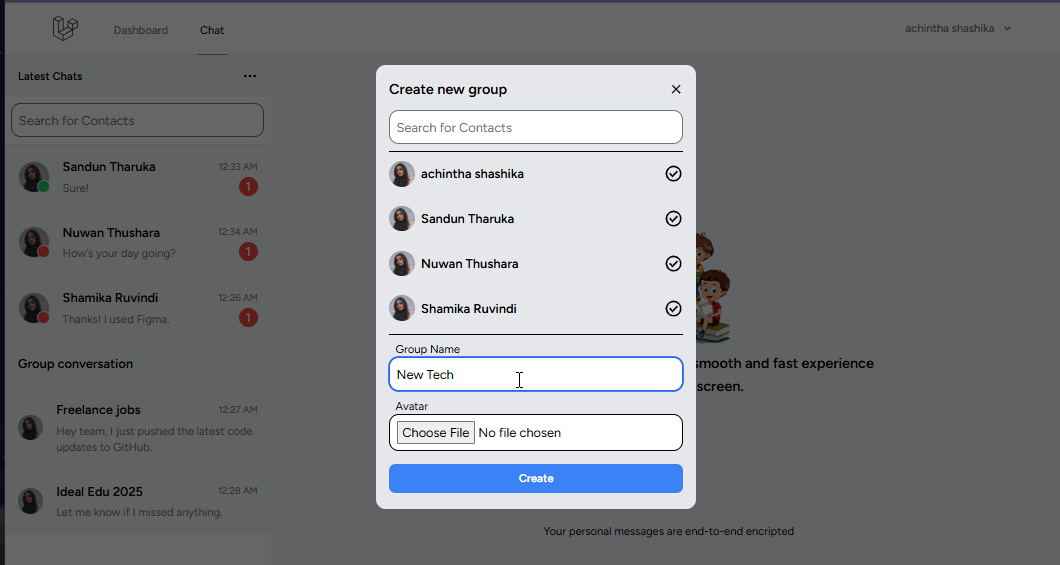 Dashboard
Chat
achintha shashika
Latest Chats
Search for Contacts
Sandun Tharuka
12:33 AM
Sure!
1
Nuwan Thushara
12:34 AM
How's your day going?
1
Shamika Ruvindi
12:26 AM
Thanks! I used Figma.
1
Group conversation
Freelance jobs
12:27 AM
Hey team, I just pushed the latest code
updates to GitHub.
Ideal Edu 2025
12:28 AM
Let me know if I missed anything.
Create new group
Search for Contacts
achintha shashika
Sandun Tharuka
Nuwan Thushara
Shamika Ruvindi
Group Name
New Tech
Avatar
Choose File No file chosen
Create
smooth and fast experience
screen.
Your personal messages are end-to-end encripted